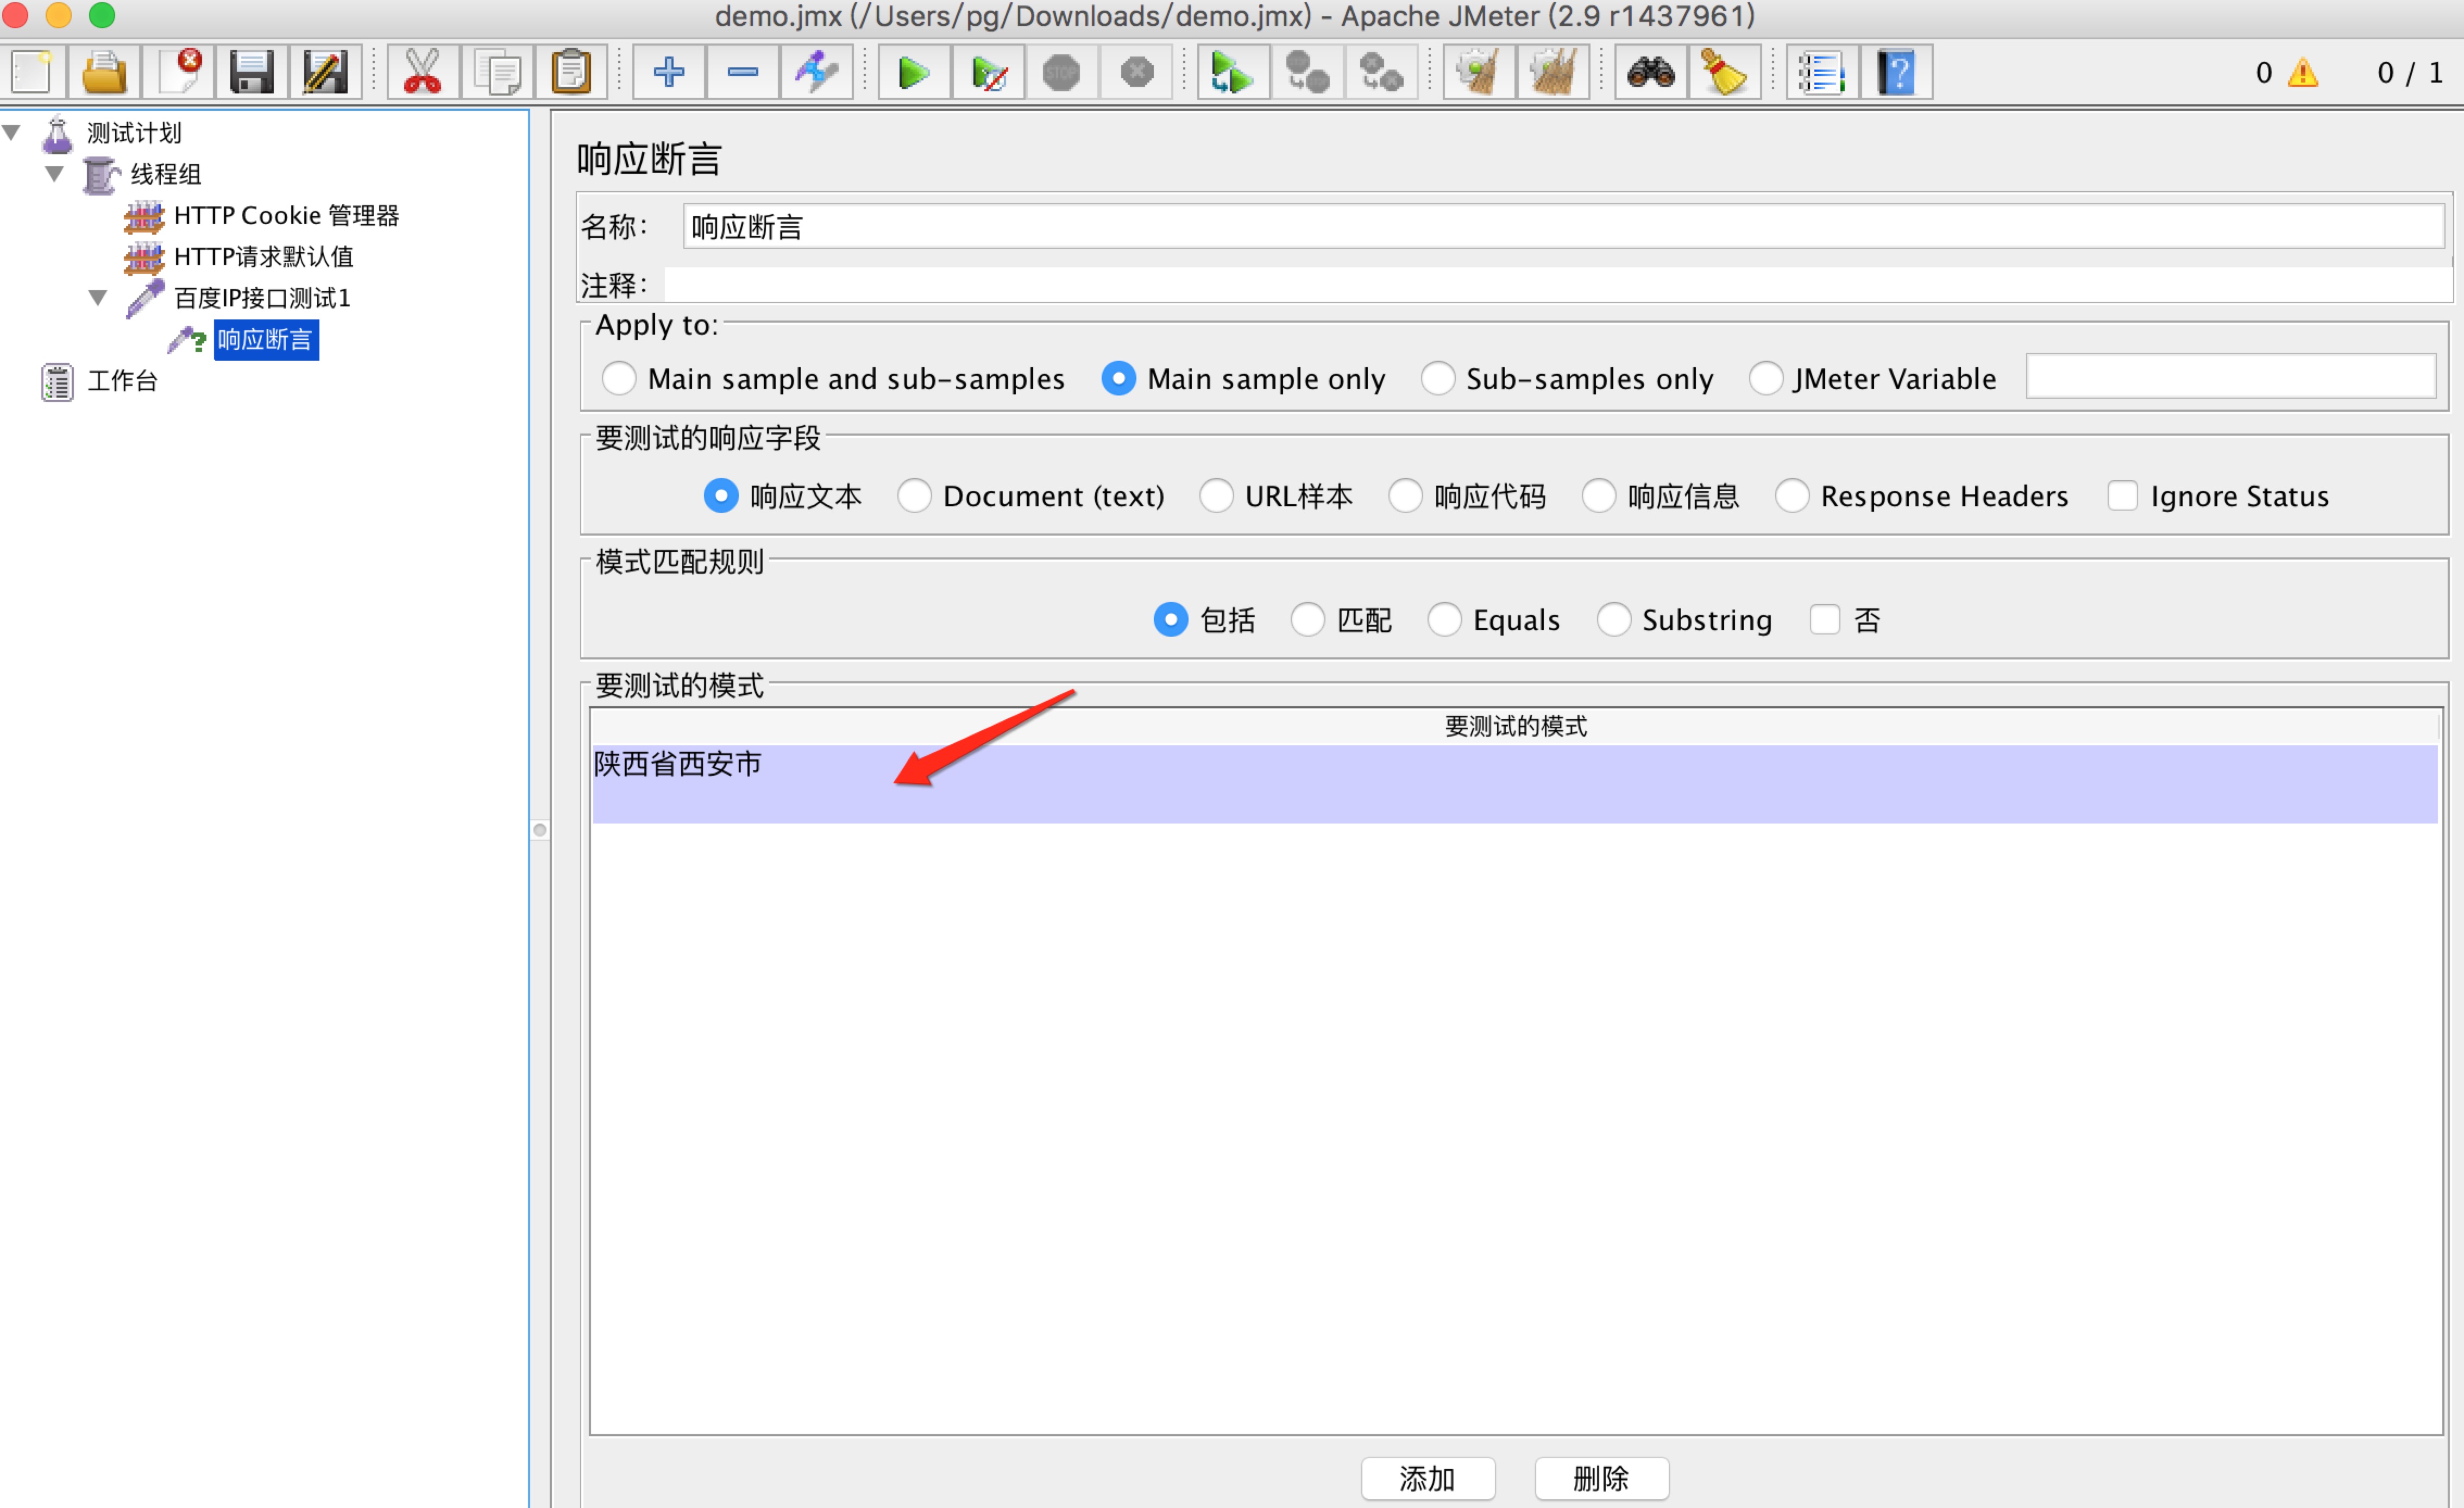 demo.jmx (/Users/pg/Downloads/demo.jmx) - Apache JMeter (2.9 r1437961)
STOP
0 0 / 1
测试计划
线程组
HTTP Cookie 管理器
HTTP请求默认值
百度IP接口测试1
响应断言
工作台
响应断言
名称： 响应断言
注释：
Apply to:
Main sample and sub-samples Main sample only Sub-samples only JMeter Variable
要测试的响应字段
响应文本 Document (text) URL样本 响应代码 响应信息 Response Headers Ignore Status
模式匹配规则
包括 匹配 Equals Substring 否
要测试的模式
要测试的模式
陕西省西安市
添加 删除